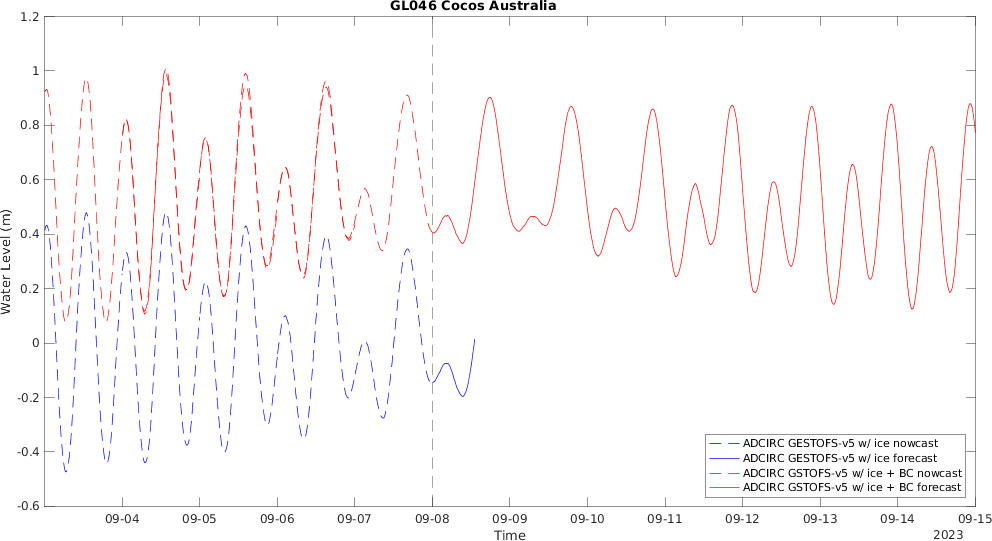 GL046 Cocos Australia
1.2
1
0.8
0.6
0.4
0.2
0
-0.2
-0.4
-0.6
Water Level (m)
09-04 09-05 09-06 09-07 09-08 09-09 09-10 09-11 09-12 09-13 09-14 09-15
Time
2023
ADCIRC GESTOFS-v5 w/ ice nowcast
ADCIRC GESTOFS-v5 w/ ice forecast
ADCIRC GSTOFS-v5 w/ ice + BC nowcast
ADCIRC GSTOFS-v5 w/ ice + BC forecast